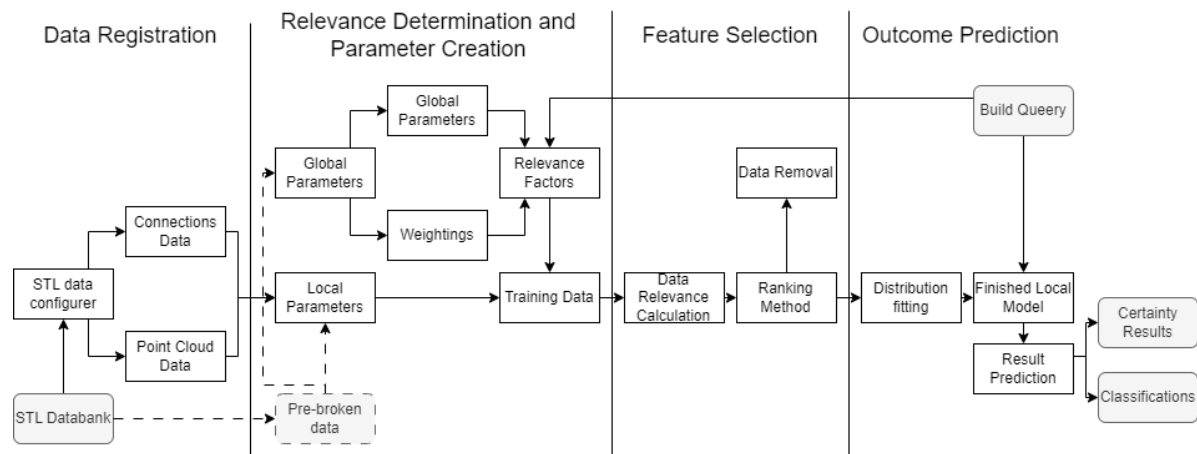 Data Registration
Relevance Determination and
Parameter Creation
Feature Selection
Outcome Prediction
Global
Parameters
Build Queery
Global
Parameters
Relevance
Factors
Data Removal
Connections
Data
Weightings
STL data
configurer
Local
Parameters
Training Data
Data
Relevance
Calculation
Ranking
Method
Distribution
fitting
Finished Local
Model
Certainty
Results
Point Cloud
Data
Result
Prediction
STL Databank
Pre-broken
data
Classifications